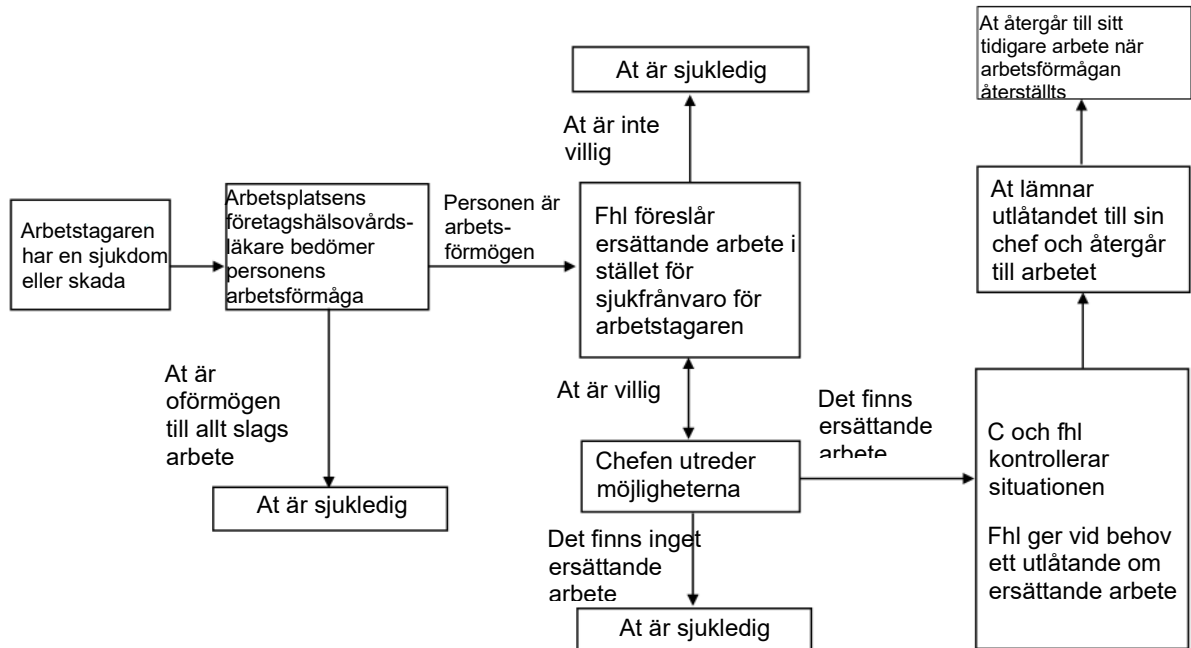 Arbetstagaren
har en sjukdom
eller skada
Arbetsplatsens
företagshälsovårds-
läkare bedömer
personens
arbetsförmåga
At är
oförmögen
till allt slags
arbete
At är sjukledig
Personen är
arbets-
förmögen
Fhl föreslår
ersättande arbete i
stället för
sjukfrånvaro för
arbetstagaren
At är inte
villig
At är sjukledig
At är villig
Chefen utreder
möjligheterna
Det finns inget
ersättande
arbete
At är sjukledig
Det finns
ersättande
arbete
C och fhl
kontrollerar
situationen
Fhl ger vid behov
ett utlåtande om
ersättande arbete
At lämnar
utlåtandet till sin
chef och återgår
till arbetet
At återgår till sitt
tidigare arbete när
arbetsförmågan
återställts